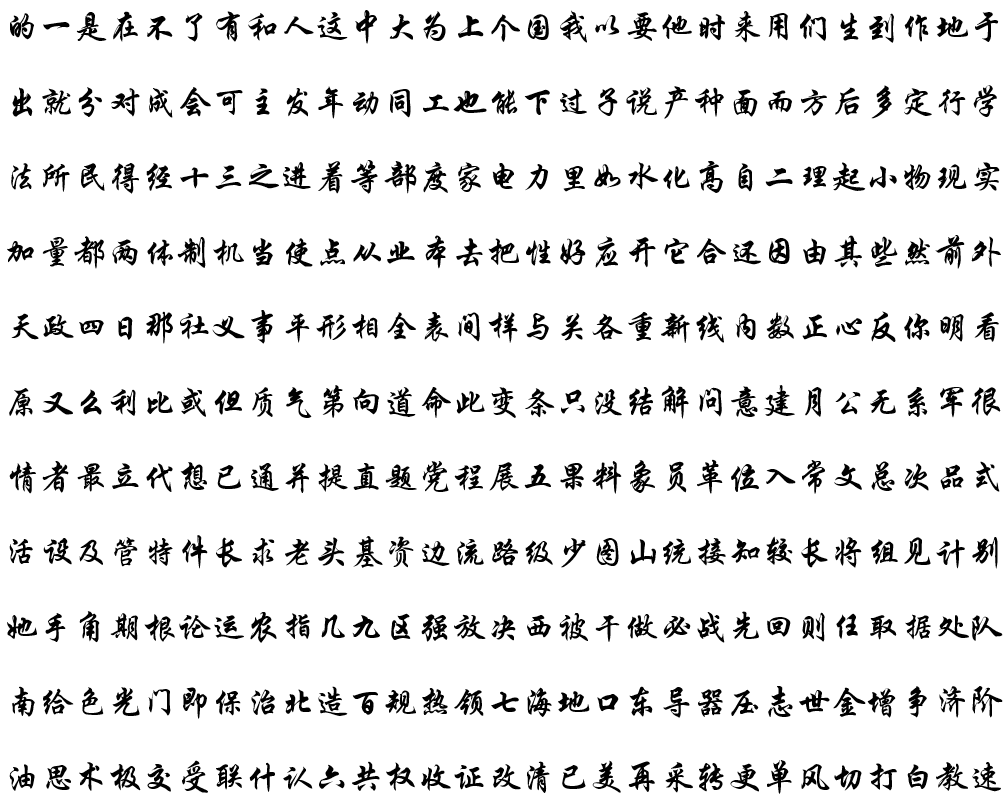 的一是在不了有和人这中大为上个国我以要他时来用们生到作地于
出就分对成会可主发年动同工也能下过子说产种面而方后多定行学
法所民得经十三之进着等部度家电力里如水化高自二理起小物现实
加量都两体制机当使点从业本去把性好应开它合还因由其些然前外
天政四日那社义事平形相全表间样与关各重新线内数正心反你明看
原又么利比或但质气第向道命此变条只没结解问意建月公无系军很
情者最立代想已通并提直题党程展五果料象员革位入常文总次品式
活设及管特件长求老头基资边流路级少图山统接知较长将组见计别
她手角期根论运农指几九区强放决西被干做必战先回则任取据处队
南给色光门即保治北造百规热领七海地口东导器压志世金增争济阶
油思术极交受联什认六共权收证改清已美再采转更单风切打白教速